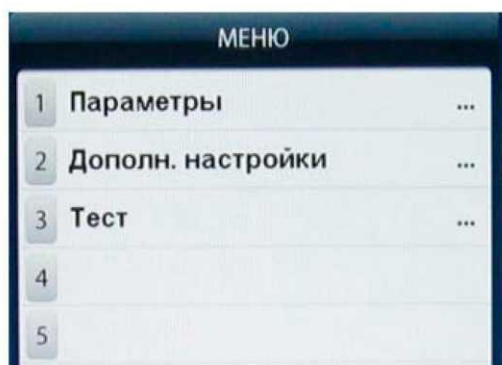 МЕНЮ
1 Параметры ...
2 Дополн. настройки ...
3 Тест ...
4
5